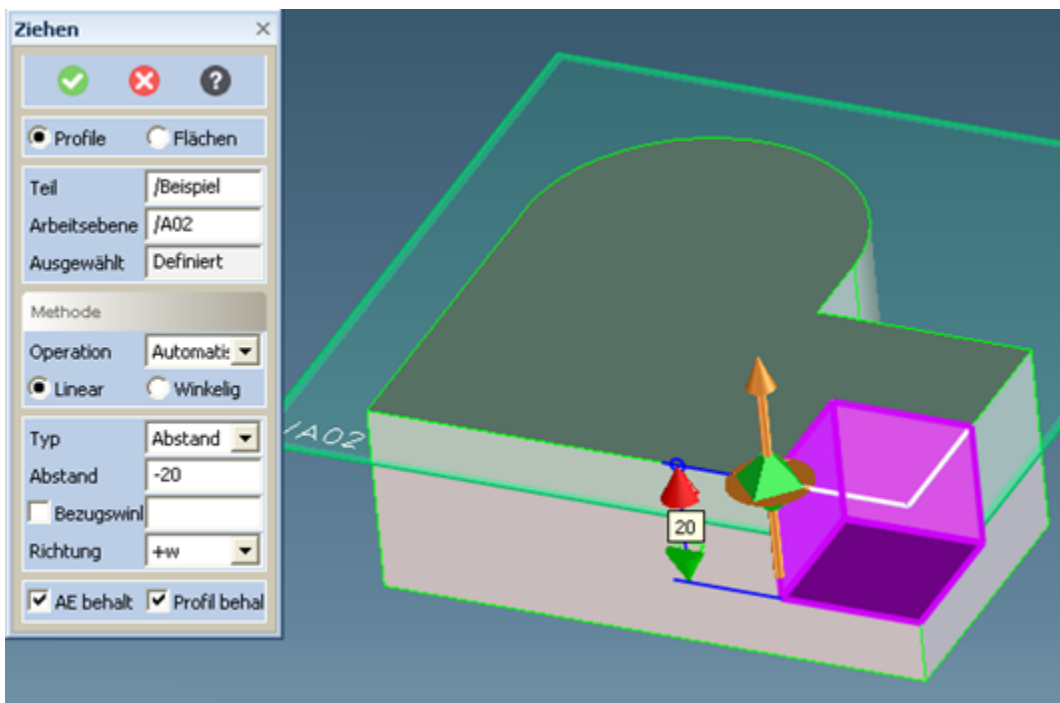 Ziehen
Profile Flächen
Teil /Beispiel
Arbeitsebene /A02
Ausgewählt Definiert
Methode
Operation Automatis
Linear Winkelig
Typ Abstand
Abstand -20
Bezugswinl
Richtung +w
AE behalt Profil behal
/A02
20